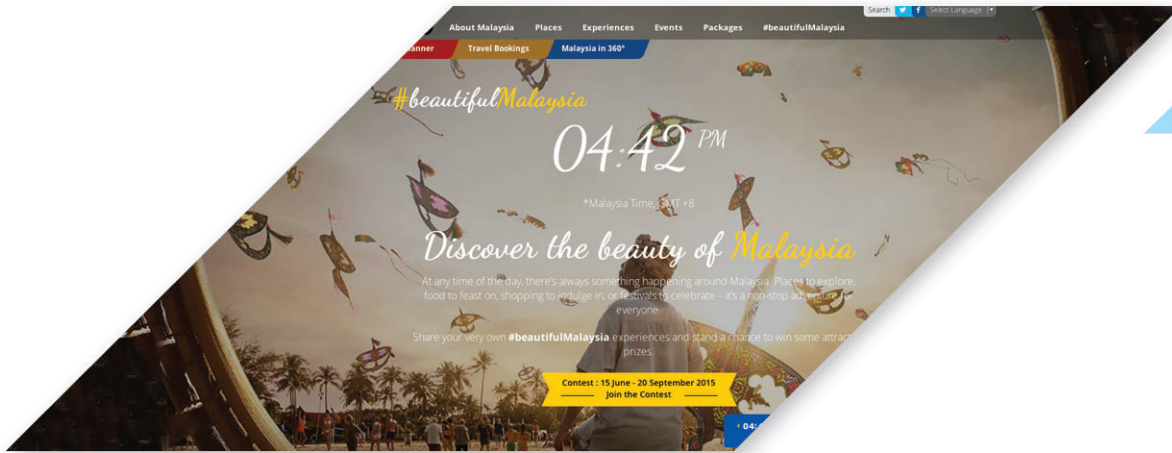 Search Select Language
About Malaysia Places Experiences Events Packages #beautifulMalaysia
Travel Bookings Malaysia in 360°
#beautifulMalaysia
04:42 PM
*Malaysia Time, GMT +8
Discover the beauty of Malaysia
At any time of the day, there's always something happening around Malaysia. Places to explore,
food to feast on, shopping to indulge in, or festivals to celebrate – it's a non-stop adventure
everyone.
Share your very own #beautifulMalaysia experiences and stand a chance to win some
prizes.
Contest : 15 June - 20 September 2015
Join the Contest